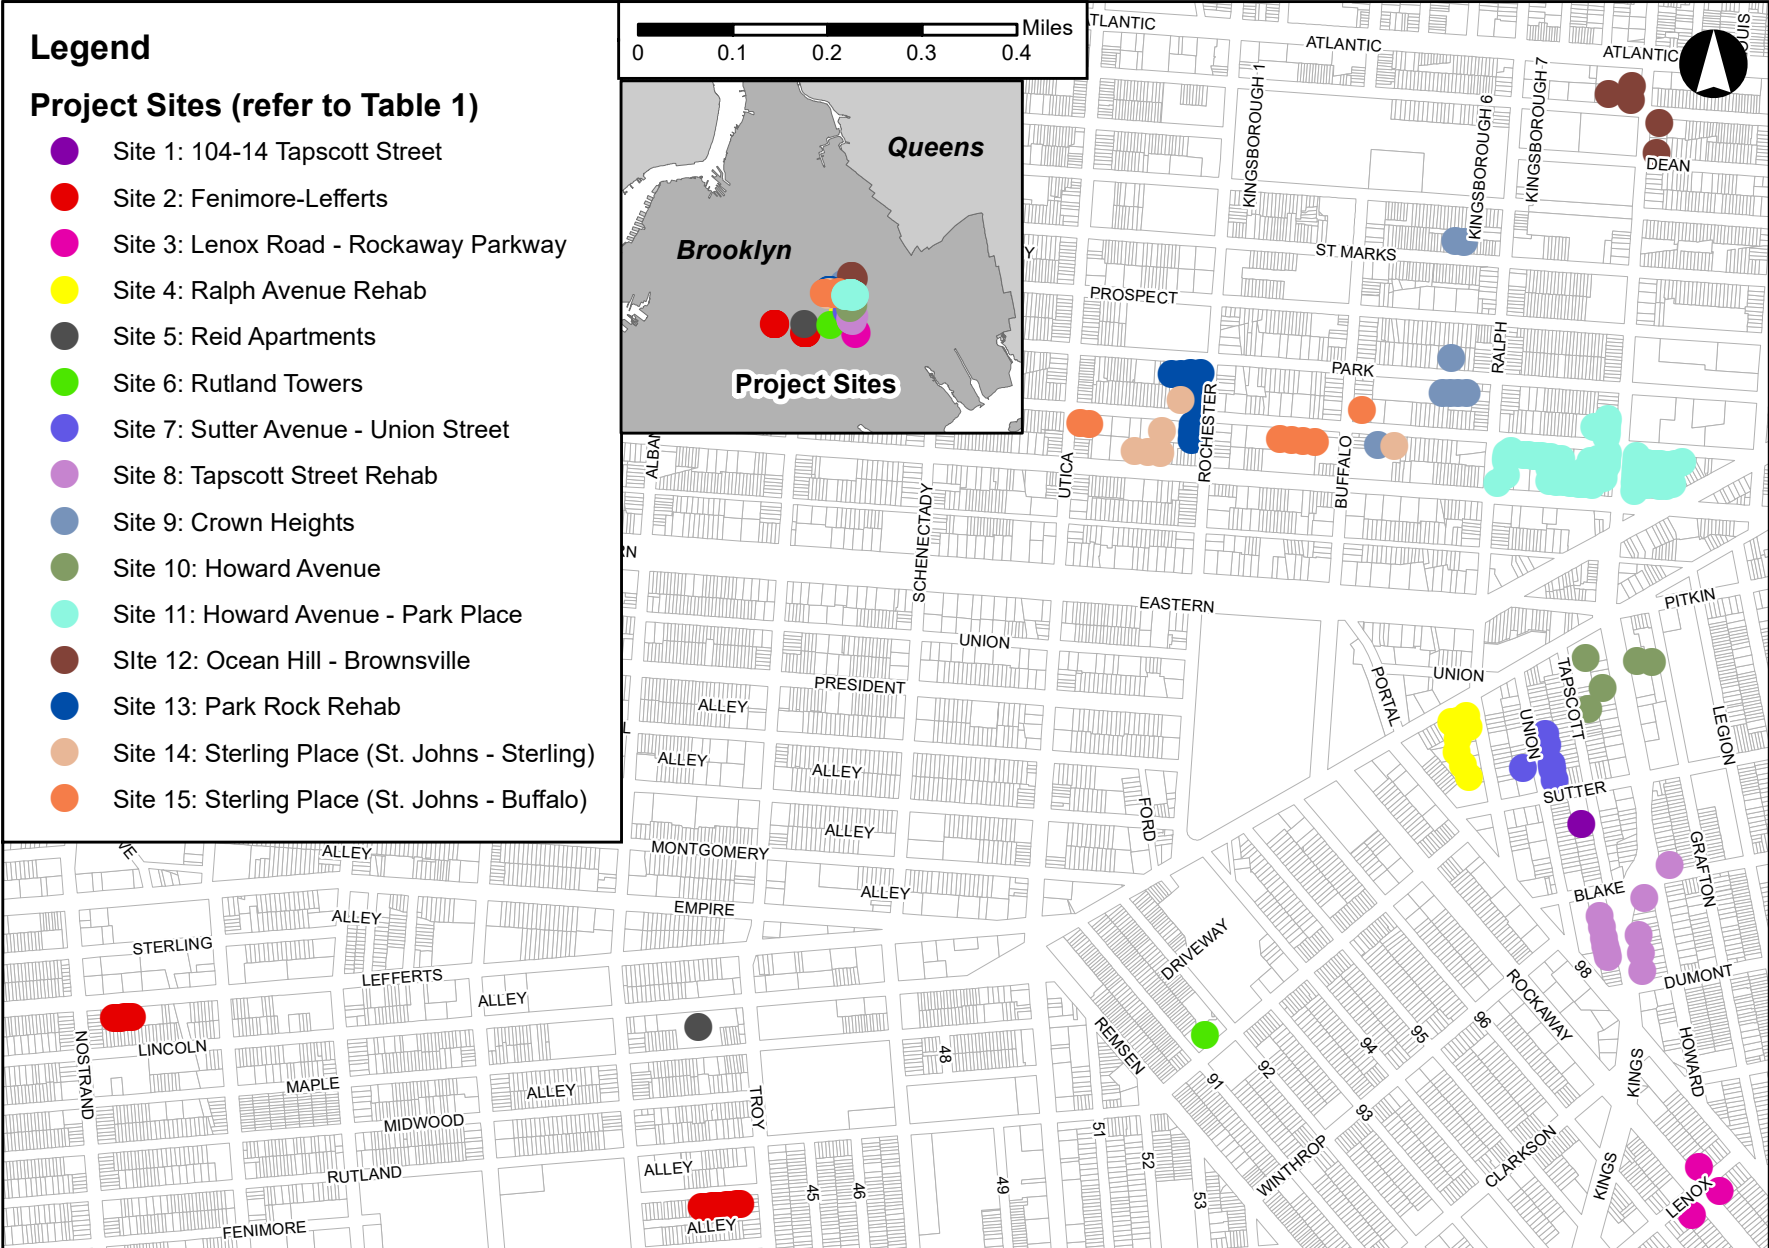 Legend
Project Sites (refer to Table 1)
Site 1: 104-14 Tapscott Street
Site 2: Fenimore-Lefferts
Site 3: Lenox Road - Rockaway Parkway
Site 4: Ralph Avenue Rehab
Site 5: Reid Apartments
Site 6: Rutland Towers
Site 7: Sutter Avenue - Union Street
Site 8: Tapscott Street Rehab
Site 9: Crown Heights
Site 10: Howard Avenue
Site 11: Howard Avenue - Park Place
SIte 12: Ocean Hill - Brownsville
Site 13: Park Rock Rehab
Site 14: Sterling Place (St. Johns - Sterling)
Site 15: Sterling Place (St. Johns - Buffalo)
0 0.1 0.2 0.3 0.4 Miles
Queens
Brooklyn
Project Sites
ATLANTIC
ATLANTIC
ATLANTIC
UIS
KINGSBOROUGH 1
KINGSBOROUGH 6
KINGSBOROUGH 7
DEAN
Y
ST MARKS
PROSPECT
RALPH
PARK
ROCHESTER
ALBAN
UTICA
BUFFALO
SCHENECTADY
RN
EASTERN
PITKIN
UNION
UNION
PORTAL
TAPSCOTT
PRESIDENT
ALLEY
UNION
LEGION
L
ALLEY
ALLEY
SUTTER
FORD
ALLEY
MONTGOMERY
VE
ALLEY
GRAFTON
ALLEY
BLAKE
EMPIRE
ALLEY
STERLING
DRIVEWAY
LEFFERTS
98
DUMONT
ALLEY
ROCKAWAY
NOSTRAND
LINCOLN
REMSEN
96
95
94
48
92
91
KINGS
HOWARD
MAPLE
ALLEY
TROY
93
MIDWOOD
51
52
WINTHROP
CLARKSON
RUTLAND
ALLEY
45
46
49
53
KINGS
LENOX
FENIMORE
ALLEY